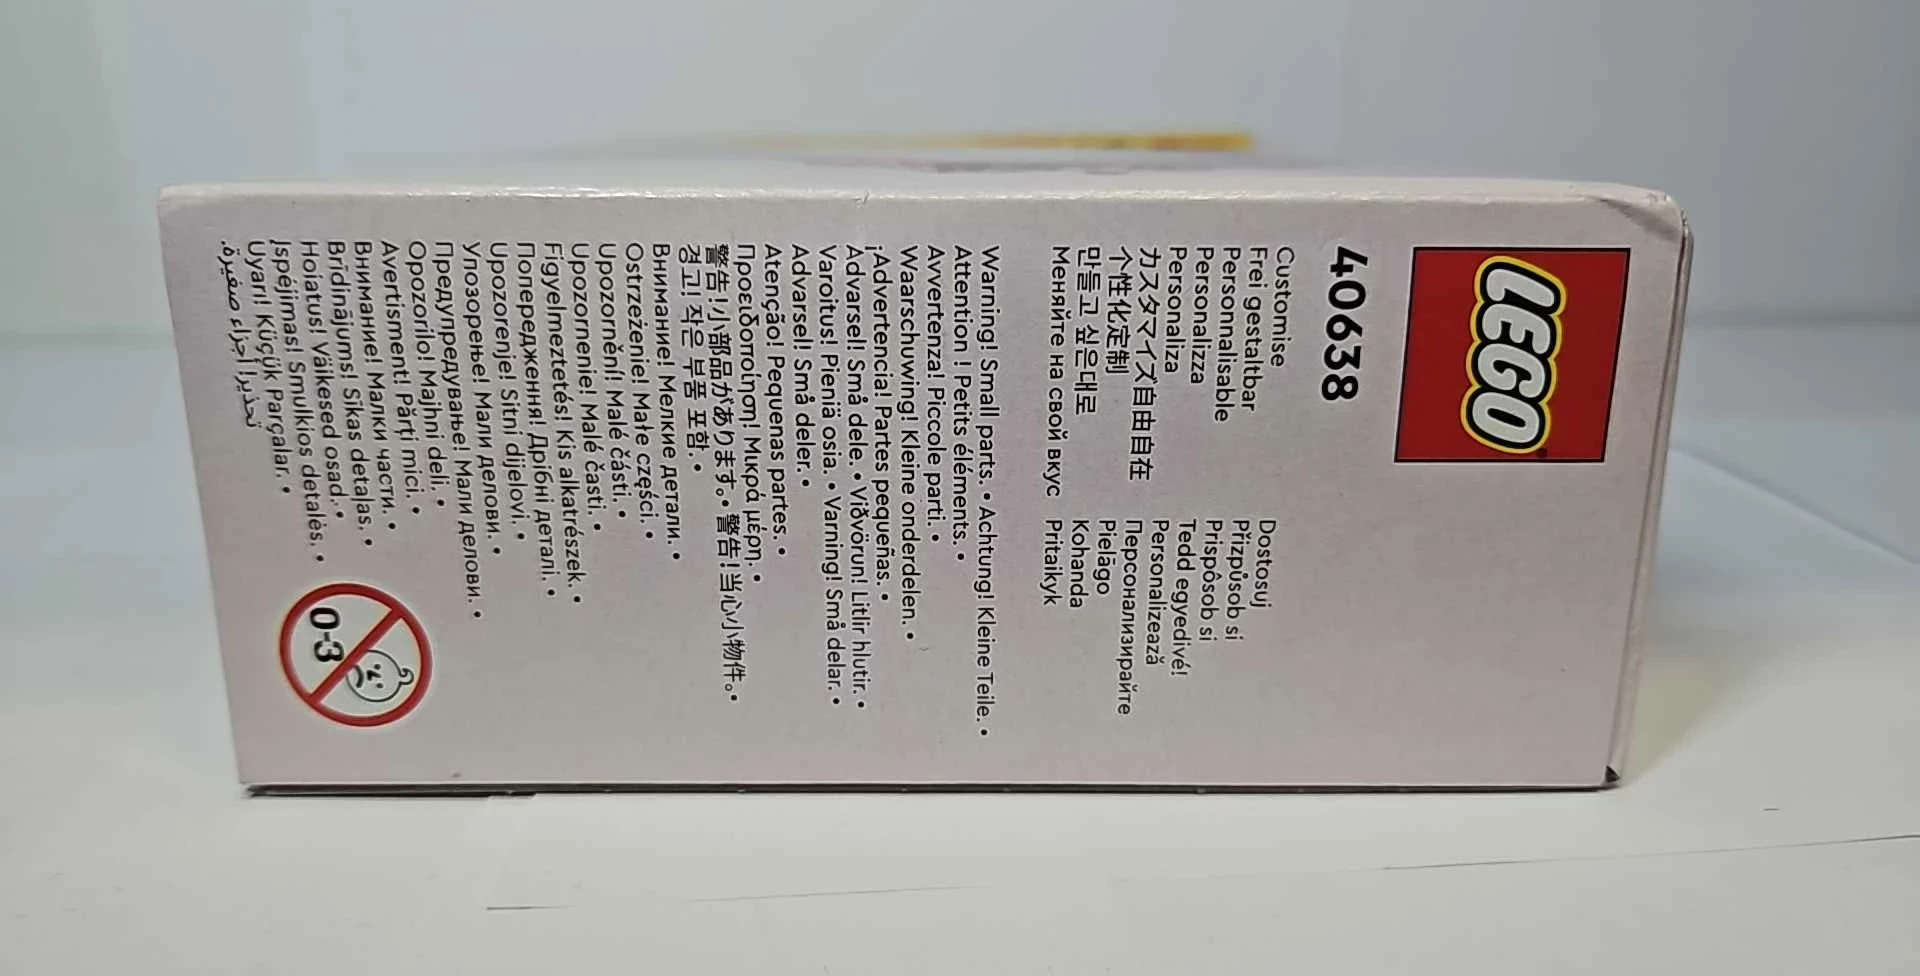 LEGO
40638
Customise
Frei gestaltbar
Personnalisable
Personalizza
Personaliza
カスタマイズ自由自在
个性化定制
만들고 싶은대로
Меняйте на свой вкус
Dostosuj
Přizpůsob si
Prispôsob si
Tedd egyedivé!
Personalizează
Персонализирайте
Pielāgo
Kohanda
Pritaikyk
Warning! Small parts. • Achtung! Kleine Teile. •
Attention ! Petits éléments. •
Avvertenza! Piccole parti. •
Waarschuwing! Kleine onderdelen. •
¡Advertencia! Partes pequeñas. •
Advarsel! Små dele. • Viðvörun! Litlir hlutir. •
Varoitus! Pieniä osia. • Varning! Små delar. •
Advarsel! Små deler. •
Atenção! Pequenas partes. •
Προειδοποίηση! Μικρά μέρη. •
警告!小部品があります。• 警告!当心小物件。•
경고! 작은 부품 포함. •
Внимание! Мелкие детали. •
Ostrzeżenie! Małe części. •
Upozornění! Malé části. •
Upozornenie! Malé časti. •
Figyelmeztetés! Kis alkatrészek. •
Попередження! Дрібні деталі. •
Upozorenje! Sitni dijelovi. •
Упозорење! Мали делови. •
Предупредување! Мали делови. •
Opozorilo! Majhni deli. •
Avertisment! Părți mici. •
Внимание! Малки части. •
Brīdinājums! Sīkas detaļas. •
Hoiatus! Väikesed osad. •
Įspėjimas! Smulkios detalės. •
Uyarı! Küçük Parçalar. •
تحذير! أجزاء صغيرة.
0-3